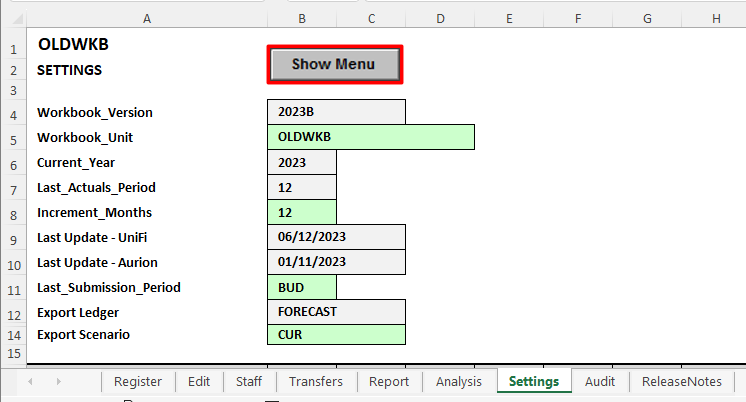 A B C D E F G H
1 OLDWKB
Show Menu
2 SETTINGS
3
4 Workbook_Version 2023B
5 Workbook_Unit OLDWKB
6 Current_Year 2023
7 Last_Actuals_Period 12
8 Increment_Months 12
9 Last Update - UniFi 06/12/2023
10 Last Update - Aurion 01/11/2023
11 Last_Submission_Period BUD
12 Export Ledger FORECAST
14 Export Scenario CUR
15
Register Edit Staff Transfers Report Analysis Settings Audit ReleaseNotes